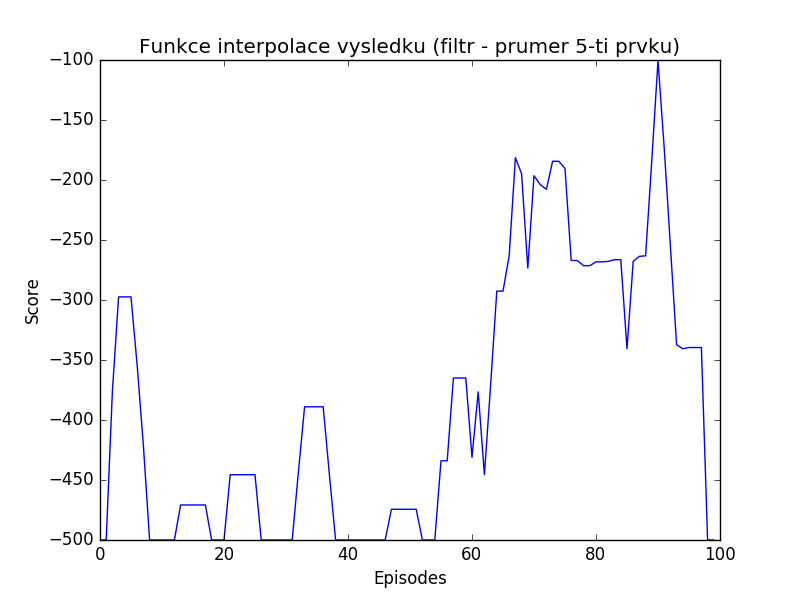 Funkce interpolace vysledku (filtr - prumer 5-ti prvku)
−100
−150
−200
−250
−300
−350
−400
−450
−500
Score
0 20 40 60 80 100
Episodes